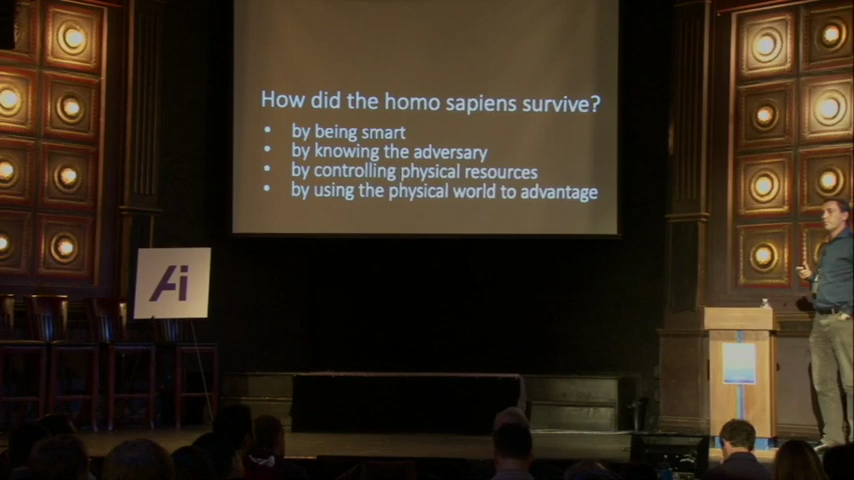 How did the homo sapiens survive?
• by being smart
• by knowing the adversary
• by controlling physical resources
• by using the physical world to advantage
Ai